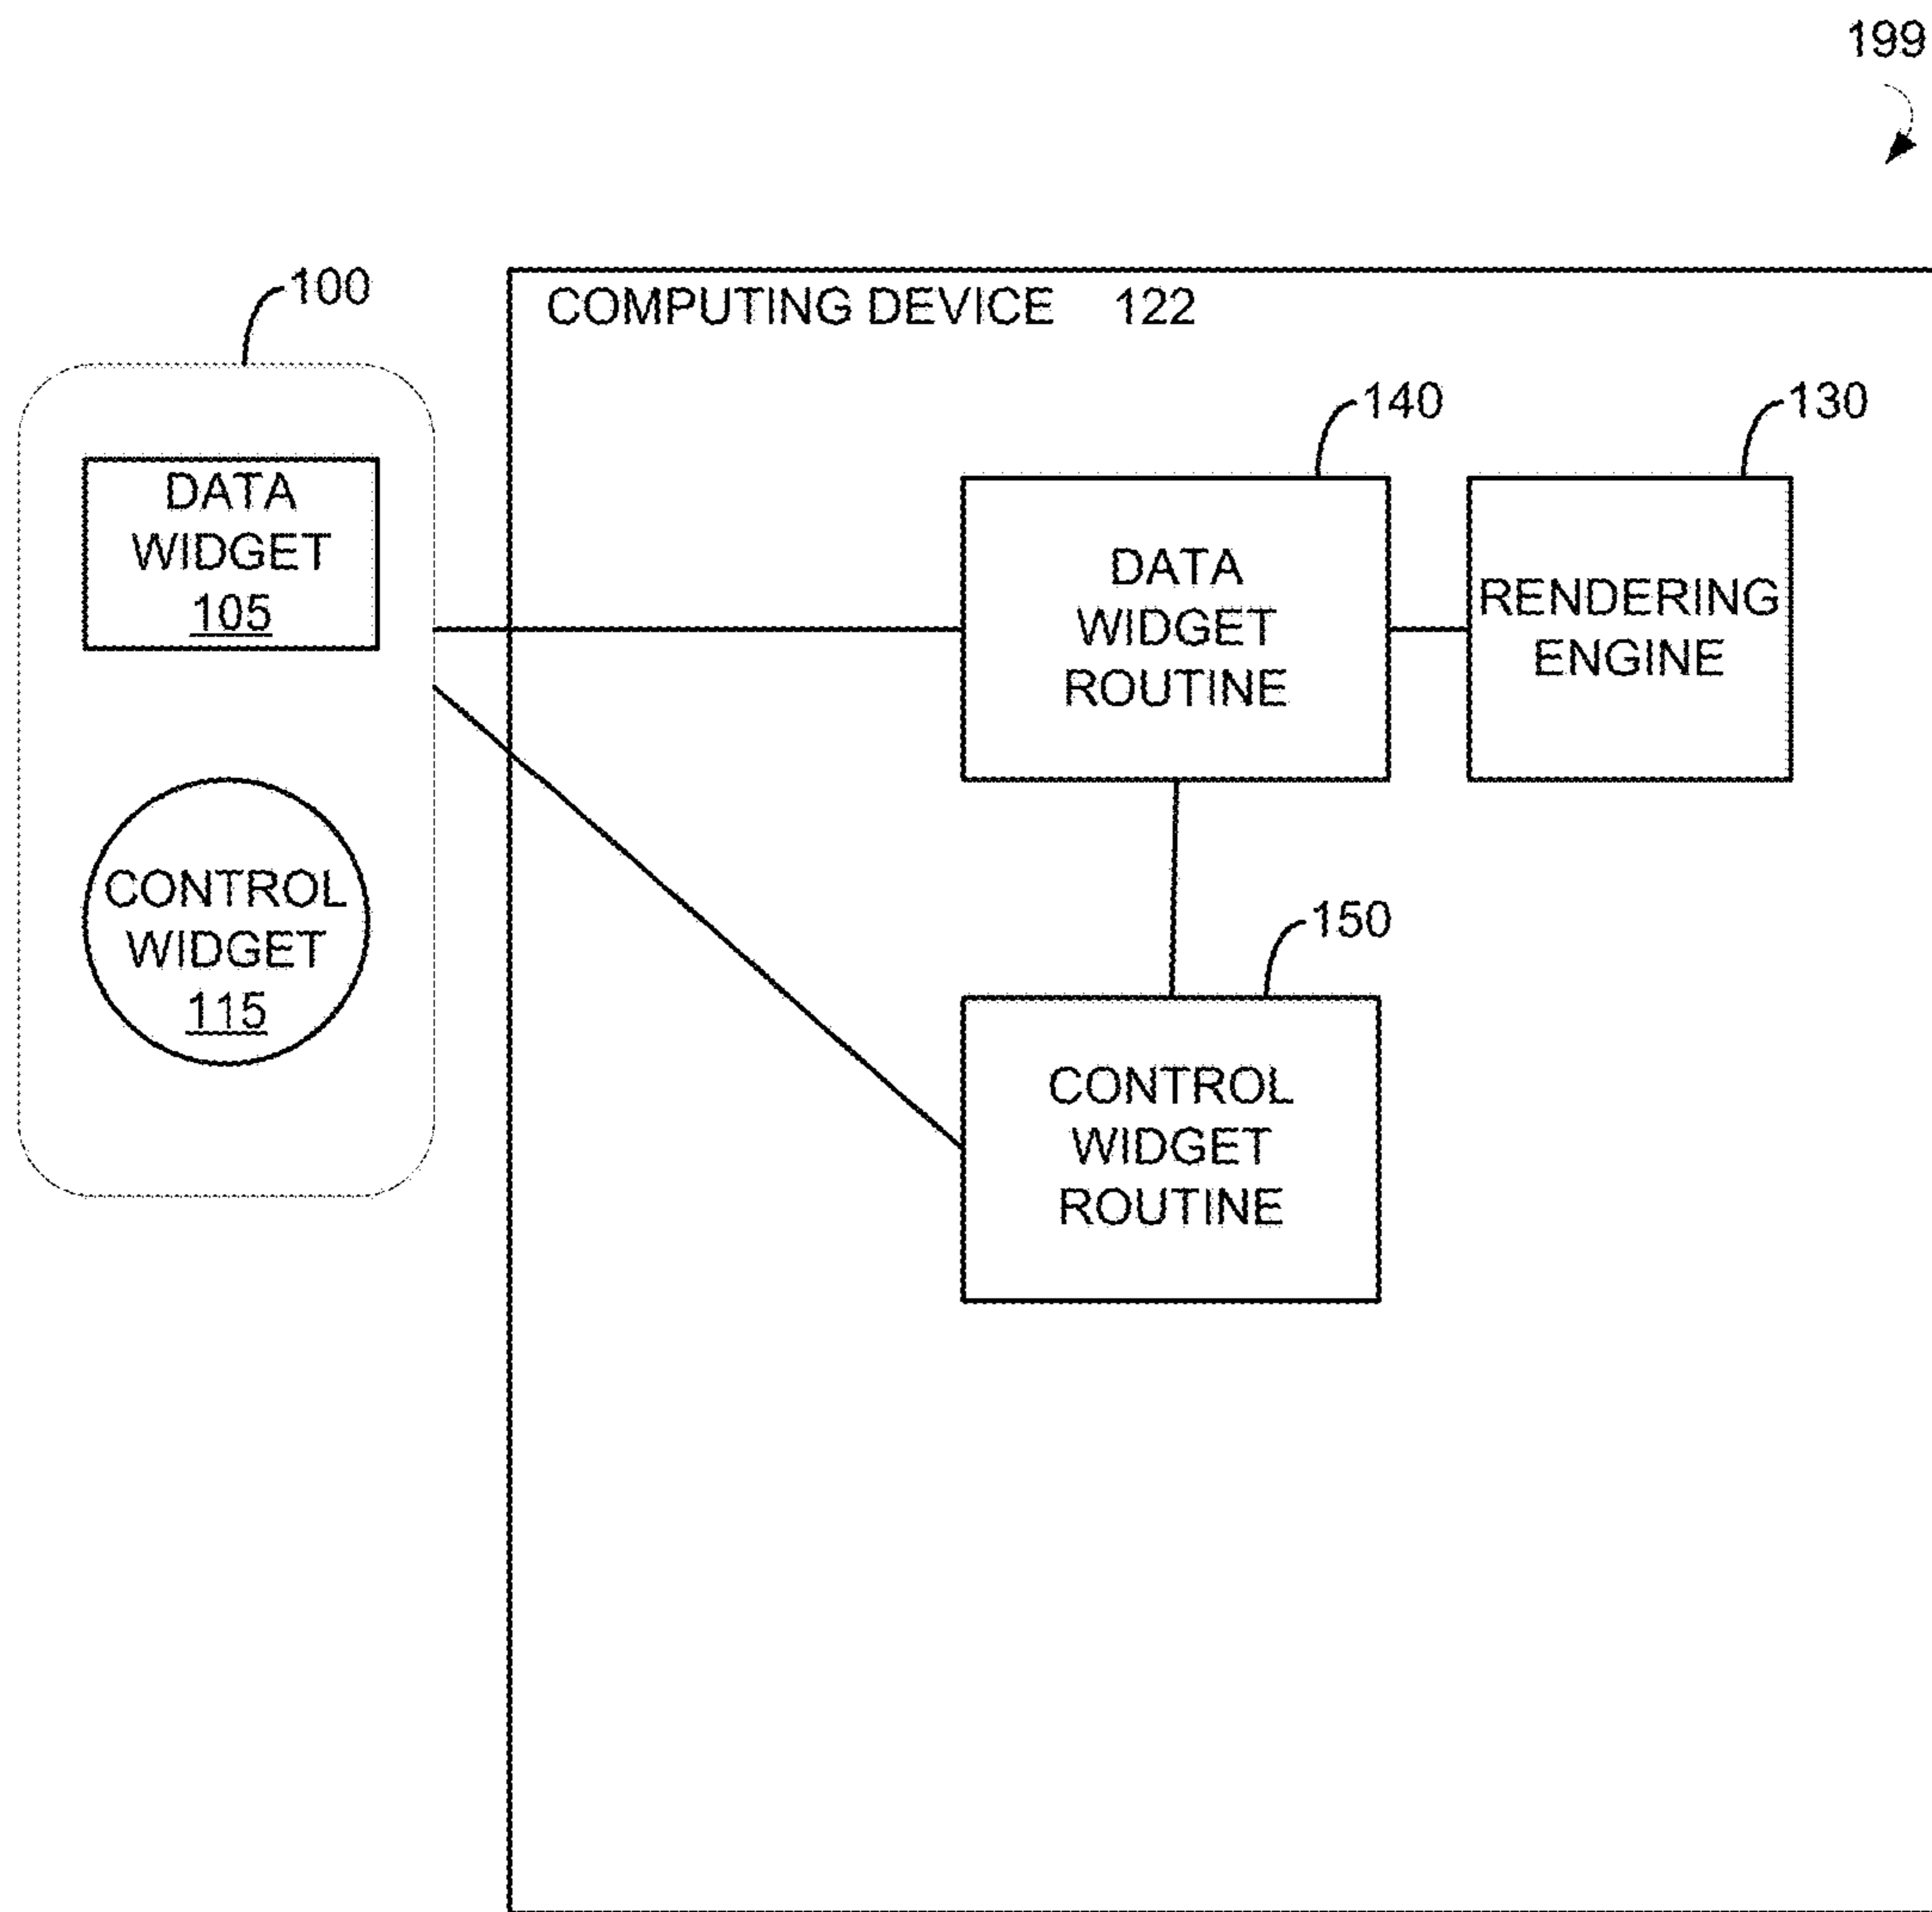 199
100
COMPUTING DEVICE 122
140
130
DATA
WIDGET
105
DATA
WIDGET
ROUTINE
RENDERING
ENGINE
CONTROL
WIDGET
115
150
CONTROL
WIDGET
ROUTINE